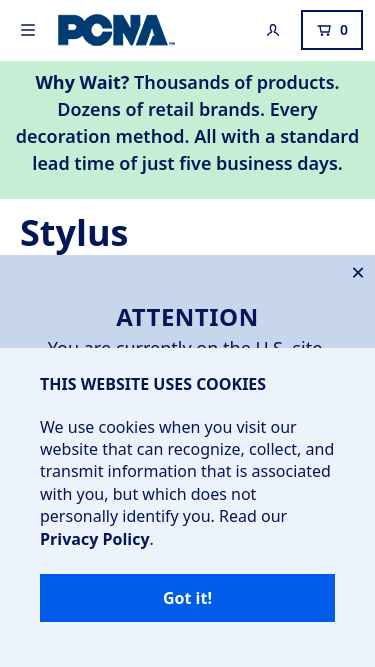 PCNA
0
Why Wait? Thousands of products.
Dozens of retail brands. Every
decoration method. All with a standard
lead time of just five business days.
Stylus
ATTENTION
You are currently on the U.S. site.
THIS WEBSITE USES COOKIES
We use cookies when you visit our
website that can recognize, collect, and
transmit information that is associated
with you, but which does not
personally identify you. Read our
Privacy Policy.
Got it!